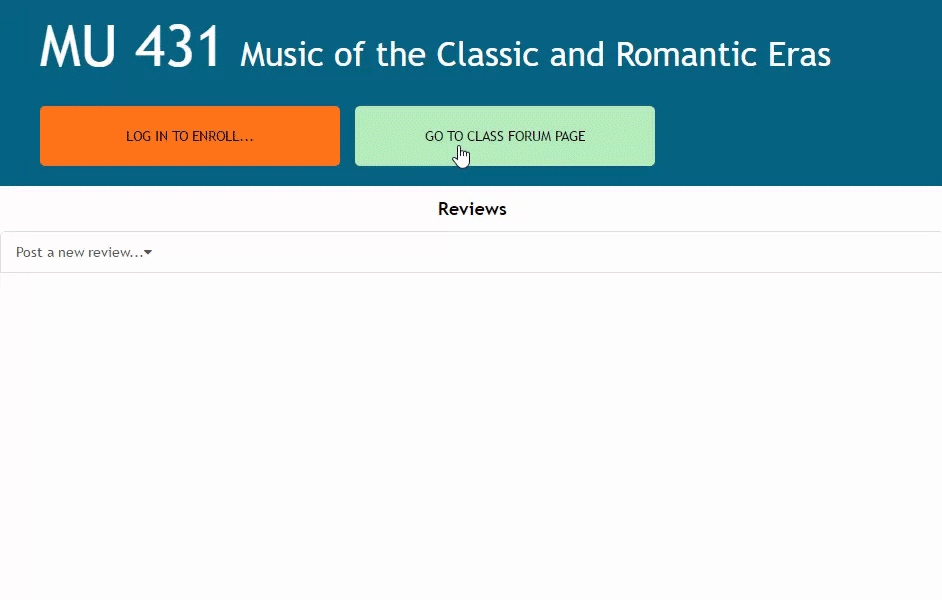 MU 431 Music of the Classic and Romantic Eras
LOG IN TO ENROLL...
GO TO CLASS FORUM PAGE
Reviews
Post a new review...